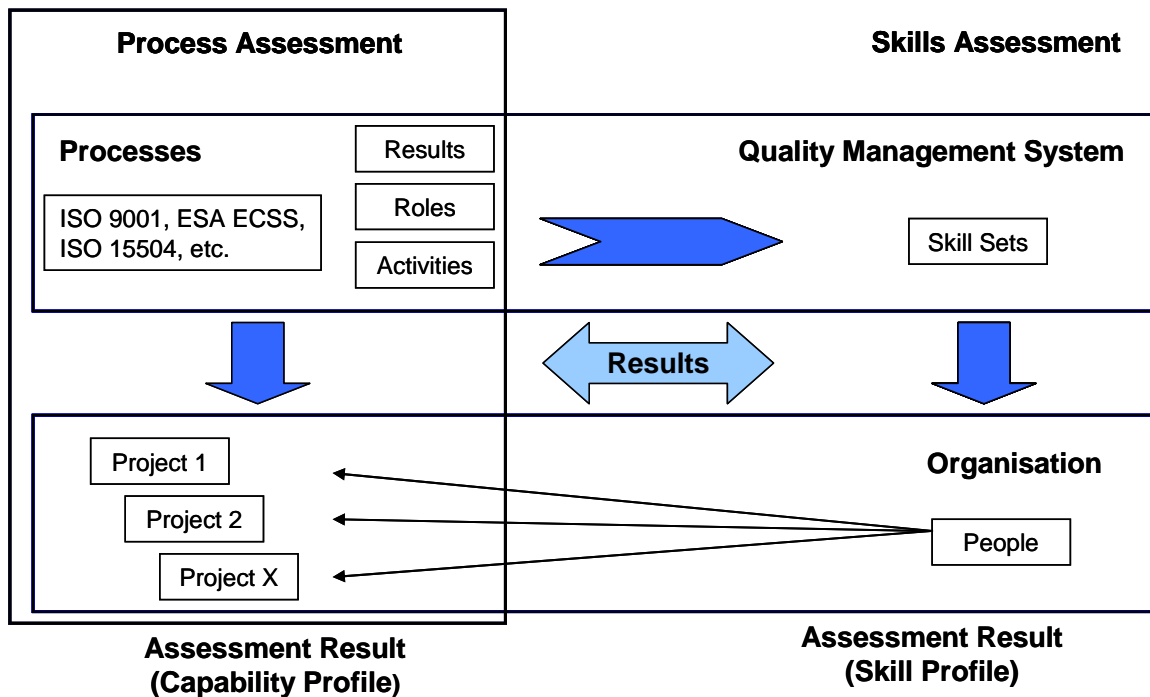 Process Assessment
Skills Assessment
Processes
Results
Quality Management System
ISO 9001, ESA ECSS,
ISO 15504, etc.
Roles
Activities
Skill Sets
Results
Project 1
Project 2
Project X
Organisation
People
Assessment Result
(Capability Profile)
Assessment Result
(Skill Profile)